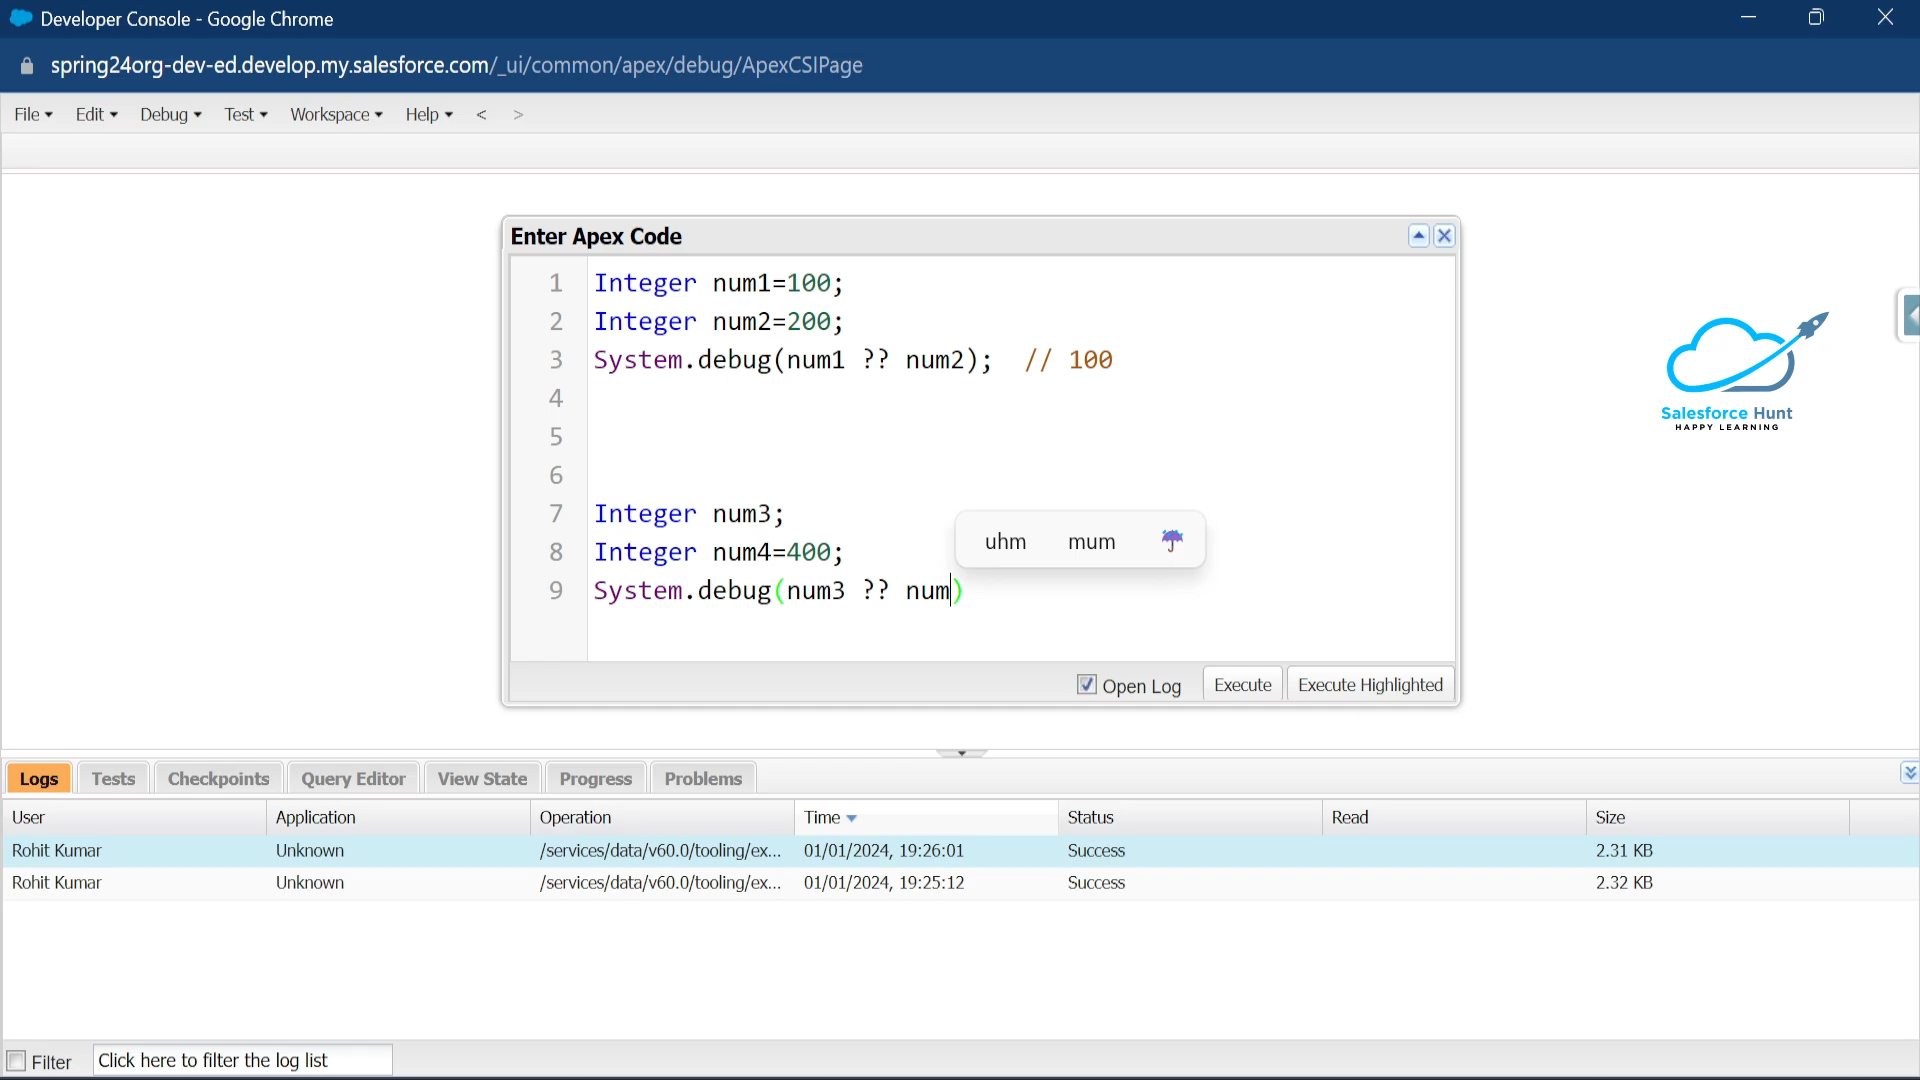 Developer Console - Google Chrome
spring24org-dev-ed.develop.my.salesforce.com/_ui/common/apex/debug/ApexCSIPage
File Edit Debug Test Workspace Help < >
Enter Apex Code
1 Integer num1=100;
2 Integer num2=200;
3 System.debug(num1 ?? num2); // 100
4
5
6
7 Integer num3;
8 Integer num4=400;
9 System.debug(num3 ?? num)
uhm mum
Salesforce Hunt
HAPPY LEARNING
Open Log Execute Execute Highlighted
Logs Tests Checkpoints Query Editor View State Progress Problems
User Application Operation Time Status Read Size
Rohit Kumar Unknown /services/data/v60.0/tooling/ex... 01/01/2024, 19:26:01 Success 2.31 KB
Rohit Kumar Unknown /services/data/v60.0/tooling/ex... 01/01/2024, 19:25:12 Success 2.32 KB
Filter Click here to filter the log list